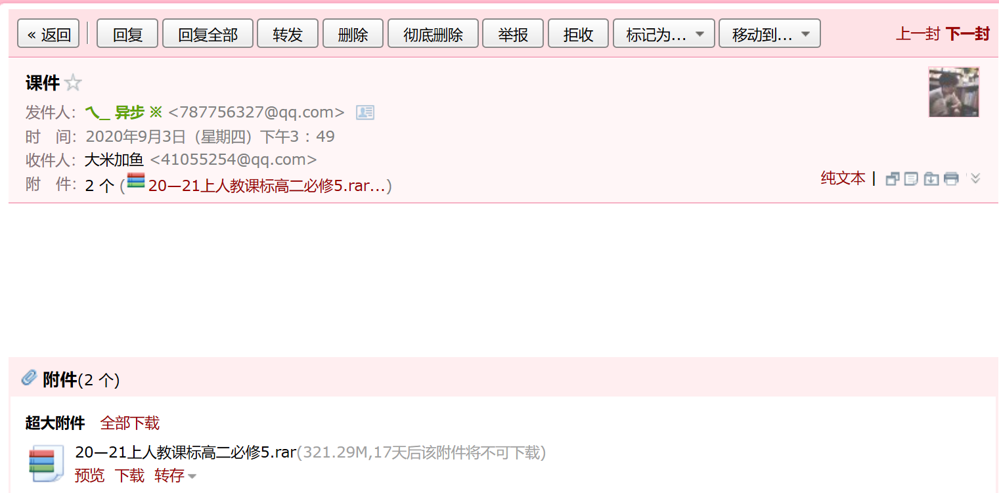 « 返回 回复 回复全部 转发 删除 彻底删除 举报 拒收 标记为... 移动到... 上一封 下一封
课件
发件人: 乀_ 异步 ※ <787756327@qq.com>
时 间: 2020年9月3日（星期四）下午3：49
收件人: 大米加鱼 <41055254@qq.com>
附 件: 2 个 ( 20—21上人教课标高二必修5.rar...)
纯文本 |
附件(2 个)
超大附件 全部下载
20—21上人教课标高二必修5.rar(321.29M,17天后该附件将不可下载)
预览 下载 转存